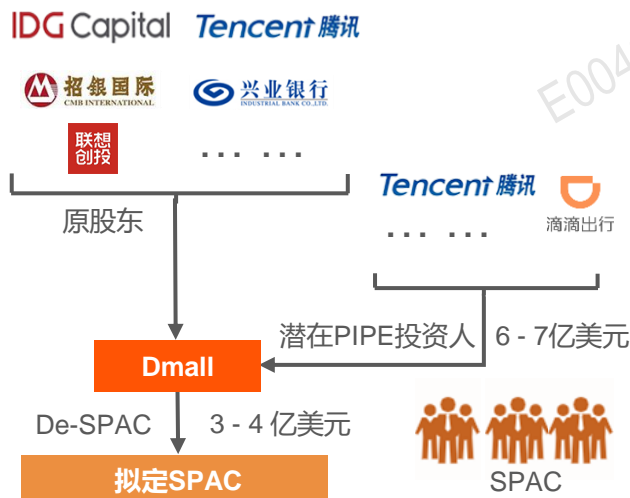 IDG Capital
Tencent 腾讯
招银国际
CMB INTERNATIONAL
兴业银行
INDUSTRIAL BANK CO.,LTD.
联想
创投
... ...
Tencent 腾讯
滴滴出行
... ...
原股东
潜在PIPE投资人
6 - 7亿美元
Dmall
De-SPAC
3 - 4 亿美元
拟定SPAC
SPAC
E004